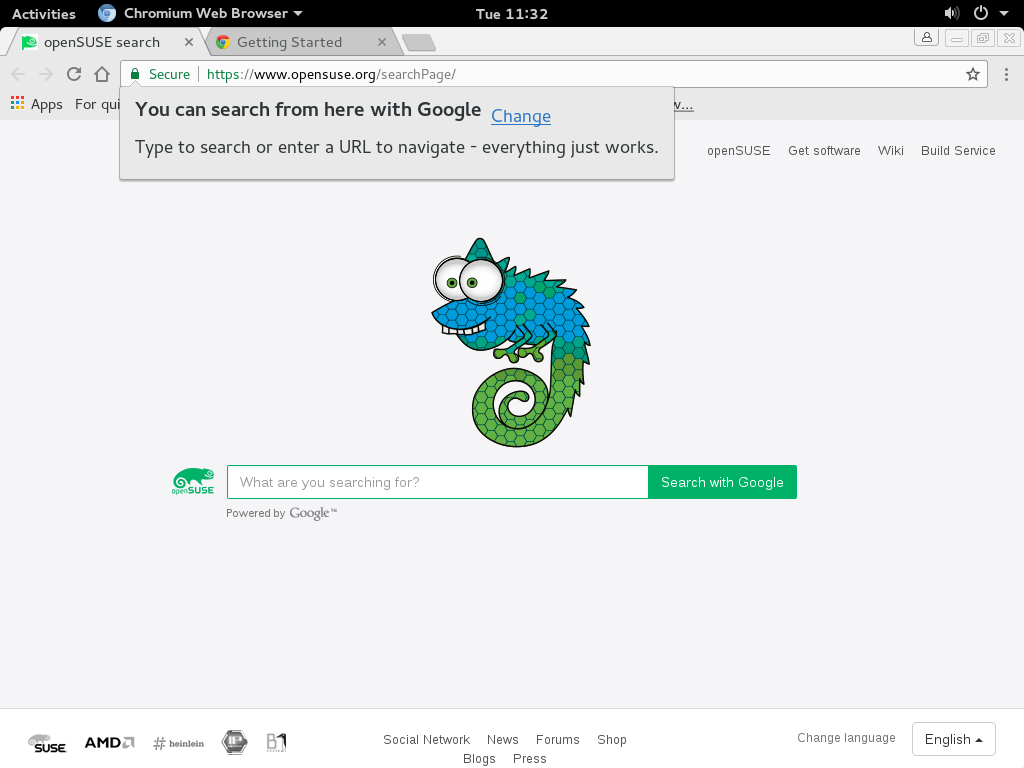 Activities Chromium Web Browser Tue 11:32
openSUSE search Getting Started
Secure https://www.opensuse.org/searchPage/
Apps For qui w...
You can search from here with Google Change
Type to search or enter a URL to navigate - everything just works.
openSUSE Get software Wiki Build Service
openSUSE What are you searching for? Search with Google
Powered by Google™
SUSE AMD # heinlein IP B1
Social Network News Forums Shop
Blogs Press
Change language English